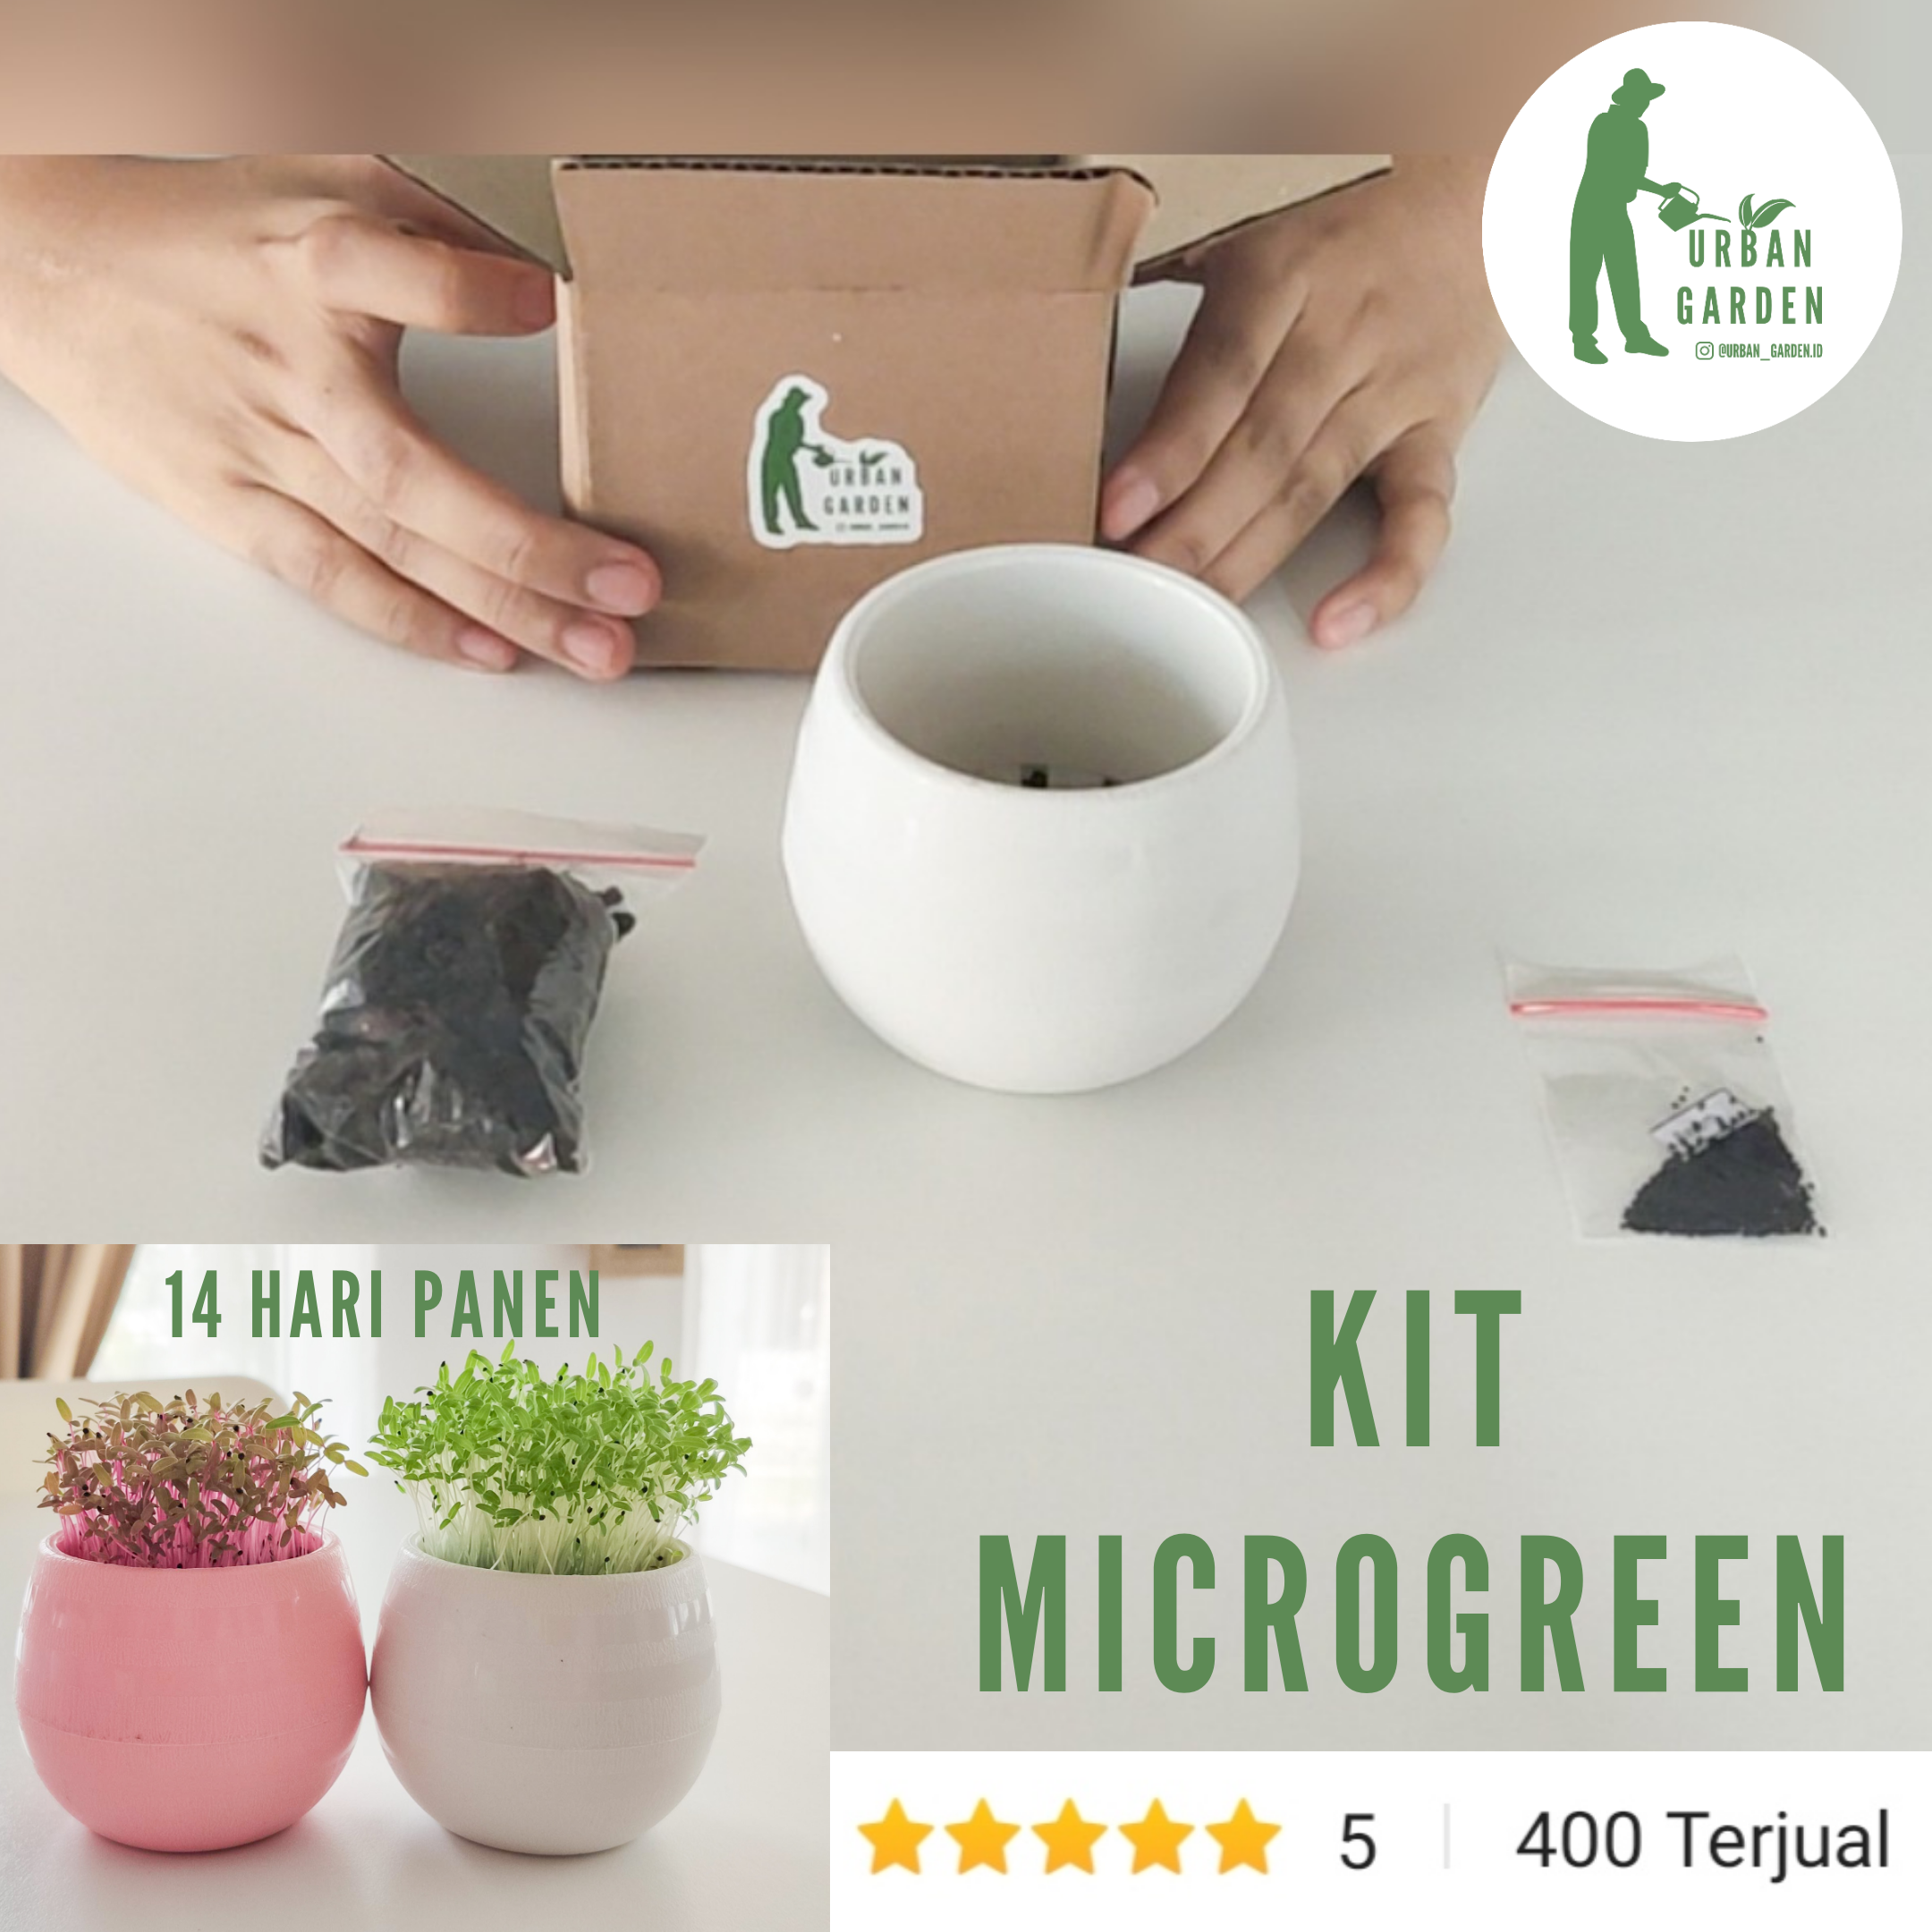 URBAN
GARDEN
@URBAN_GARDEN.ID
URBAN
GARDEN
14 HARI PANEN
KIT
MICROGREEN
5 | 400 Terjual